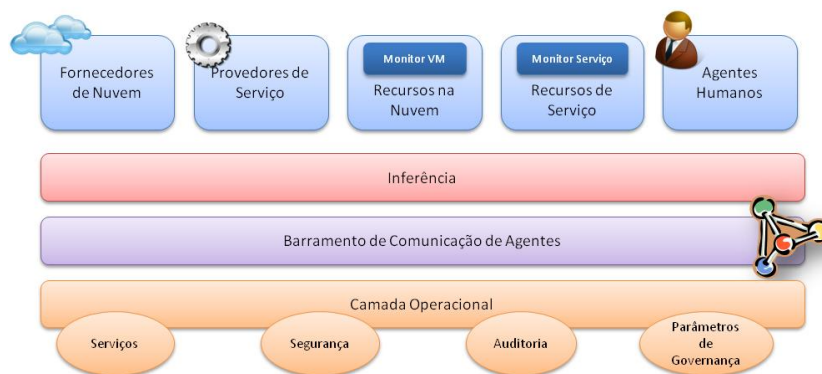 Fornecedores
de Nuvem
Provedores de
Serviço
Monitor VM
Recursos na
Nuvem
Monitor Serviço
Recursos de
Serviço
Agentes
Humanos
Inferência
Barramento de Comunicação de Agentes
Camada Operacional
Serviços
Segurança
Auditoria
Parâmetros
de
Governança